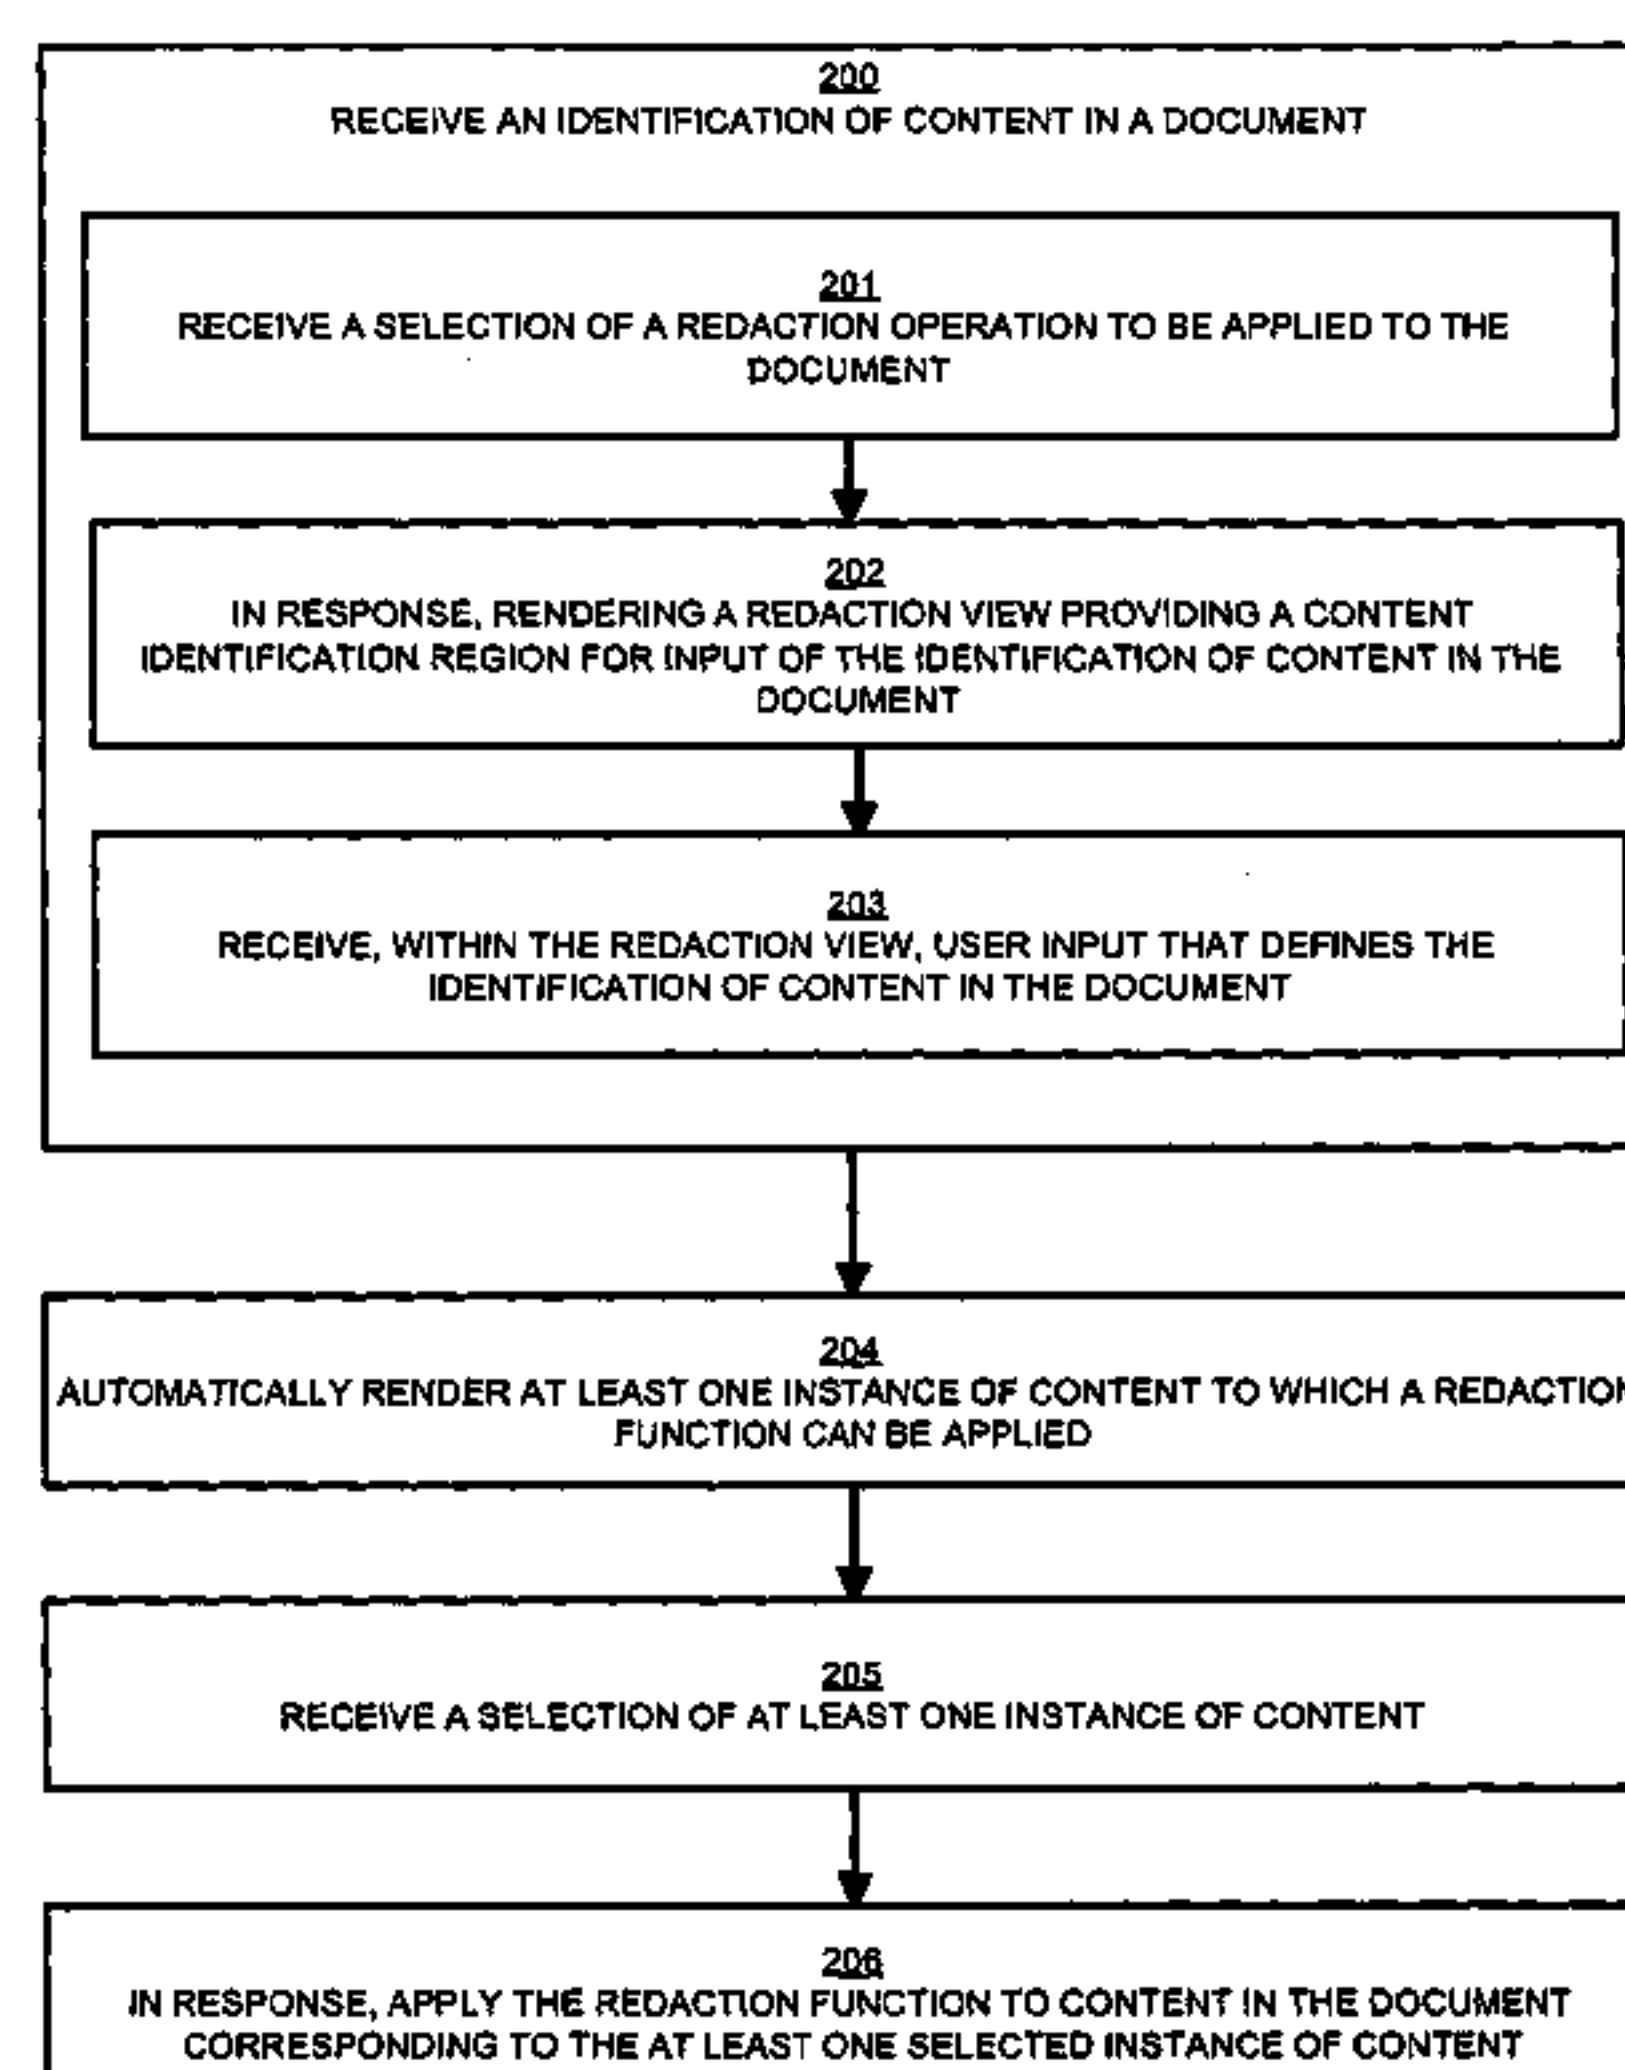 200
RECEIVE AN IDENTIFICATION OF CONTENT IN A DOCUMENT
201
RECEIVE A SELECTION OF A REDACTION OPERATION TO BE APPLIED TO THE
DOCUMENT
202
IN RESPONSE, RENDERING A REDACTION VIEW PROVIDING A CONTENT
IDENTIFICATION REGION FOR INPUT OF THE IDENTIFICATION OF CONTENT IN THE
DOCUMENT
203
RECEIVE, WITHIN THE REDACTION VIEW, USER INPUT THAT DEFINES THE
IDENTIFICATION OF CONTENT IN THE DOCUMENT
204
AUTOMATICALLY RENDER AT LEAST ONE INSTANCE OF CONTENT TO WHICH A REDACTION
FUNCTION CAN BE APPLIED
205
RECEIVE A SELECTION OF AT LEAST ONE INSTANCE OF CONTENT
206
IN RESPONSE, APPLY THE REDACTION FUNCTION TO CONTENT IN THE DOCUMENT
CORRESPONDING TO THE AT LEAST ONE SELECTED INSTANCE OF CONTENT